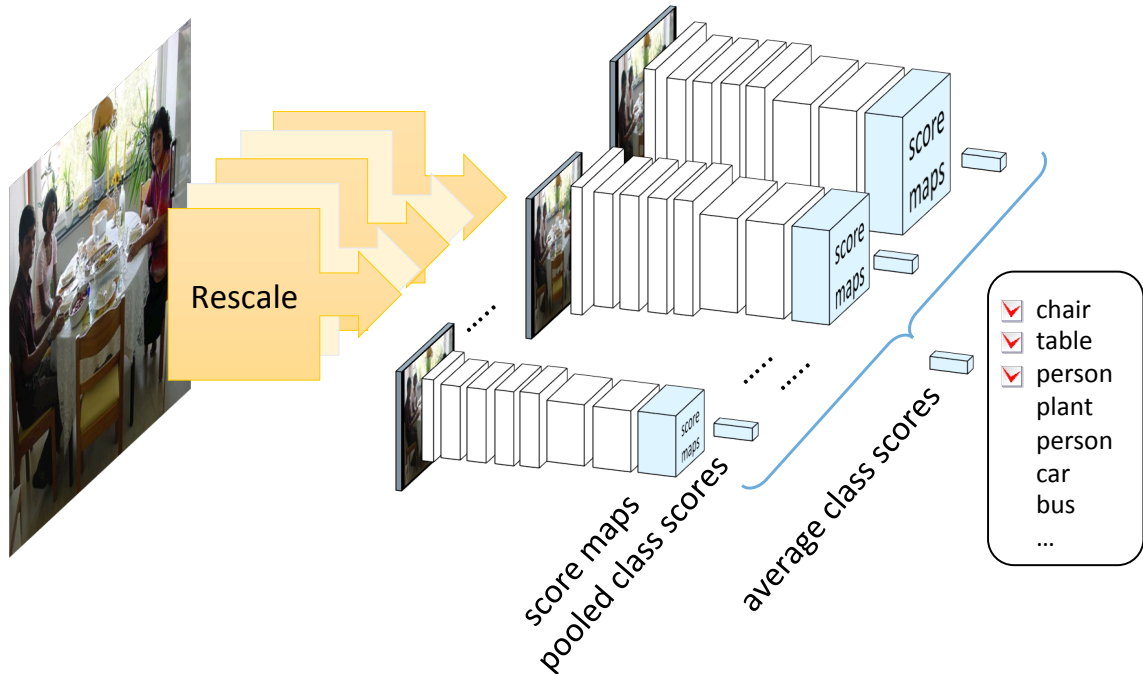 Rescale
score
maps
score
maps
score
maps
score maps
pooled class scores
average class scores
chair
table
person
plant
person
car
bus
...